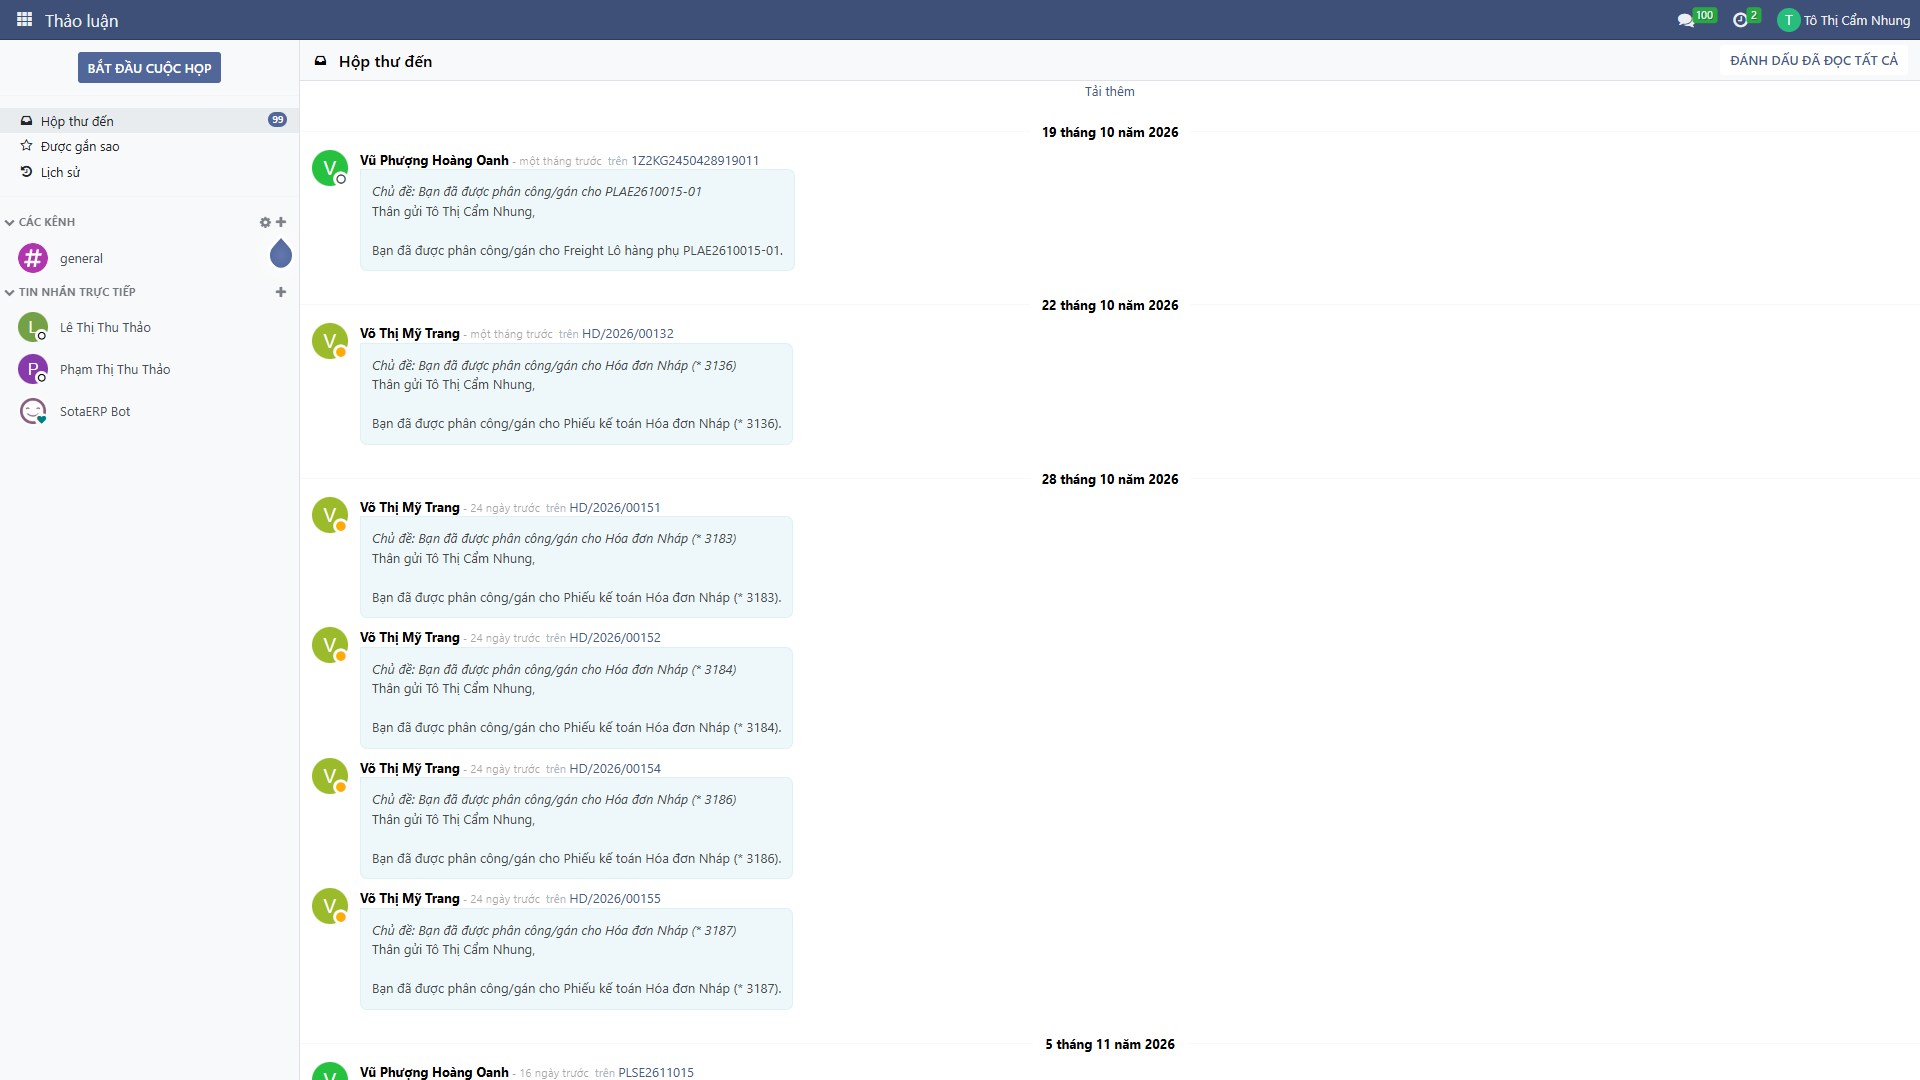 Thảo luận
100
2
T
Tô Thị Cẩm Nhung
BẮT ĐẦU CUỘC HỌP
Hộp thư đến
99
Được gắn sao
Lịch sử
CÁC KÊNH
general
TIN NHẮN TRỰC TIẾP
L
Lê Thị Thu Thảo
P
Phạm Thị Thu Thảo
SotaERP Bot
Hộp thư đến
ĐÁNH DẤU ĐÃ ĐỌC TẤT CẢ
Tải thêm
19 tháng 10 năm 2026
V
Vũ Phượng Hoàng Oanh - một tháng trước trên 1Z2KG2450428919011
Chủ đề: Bạn đã được phân công/gán cho PLAE2610015-01
Thân gửi Tô Thị Cẩm Nhung,
Bạn đã được phân công/gán cho Freight Lô hàng phụ PLAE2610015-01.
22 tháng 10 năm 2026
V
Võ Thị Mỹ Trang - một tháng trước trên HD/2026/00132
Chủ đề: Bạn đã được phân công/gán cho Hóa đơn Nháp (* 3136)
Thân gửi Tô Thị Cẩm Nhung,
Bạn đã được phân công/gán cho Phiếu kế toán Hóa đơn Nháp (* 3136).
28 tháng 10 năm 2026
V
Võ Thị Mỹ Trang - 24 ngày trước trên HD/2026/00151
Chủ đề: Bạn đã được phân công/gán cho Hóa đơn Nháp (* 3183)
Thân gửi Tô Thị Cẩm Nhung,
Bạn đã được phân công/gán cho Phiếu kế toán Hóa đơn Nháp (* 3183).
V
Võ Thị Mỹ Trang - 24 ngày trước trên HD/2026/00152
Chủ đề: Bạn đã được phân công/gán cho Hóa đơn Nháp (* 3184)
Thân gửi Tô Thị Cẩm Nhung,
Bạn đã được phân công/gán cho Phiếu kế toán Hóa đơn Nháp (* 3184).
V
Võ Thị Mỹ Trang - 24 ngày trước trên HD/2026/00154
Chủ đề: Bạn đã được phân công/gán cho Hóa đơn Nháp (* 3186)
Thân gửi Tô Thị Cẩm Nhung,
Bạn đã được phân công/gán cho Phiếu kế toán Hóa đơn Nháp (* 3186).
V
Võ Thị Mỹ Trang - 24 ngày trước trên HD/2026/00155
Chủ đề: Bạn đã được phân công/gán cho Hóa đơn Nháp (* 3187)
Thân gửi Tô Thị Cẩm Nhung,
Bạn đã được phân công/gán cho Phiếu kế toán Hóa đơn Nháp (* 3187).
5 tháng 11 năm 2026
V
Vũ Phượng Hoàng Oanh - 16 ngày trước trên PLSE2611015